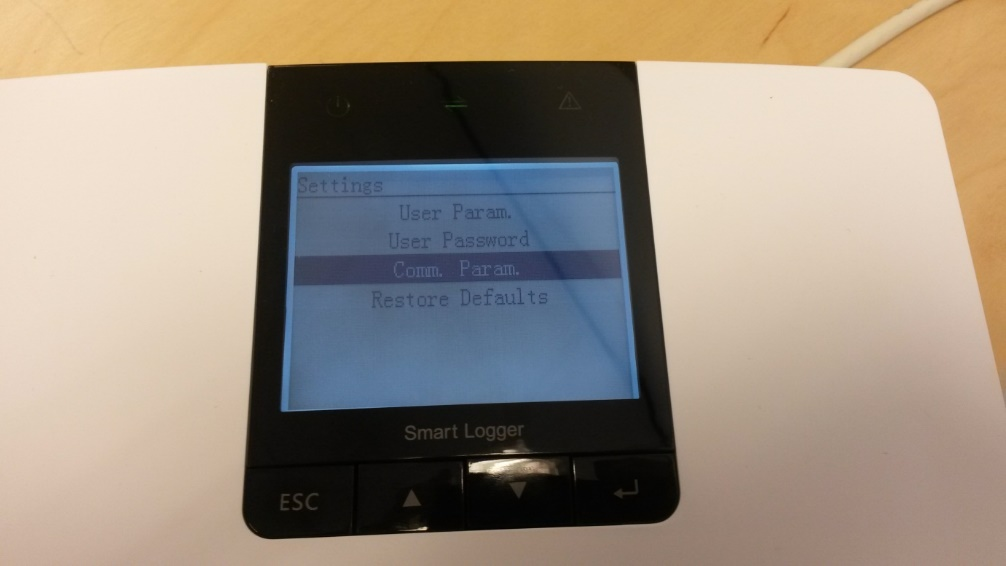 Settings
User Param.
User Password
Comm. Param.
Restore Defaults
Smart Logger
ESC